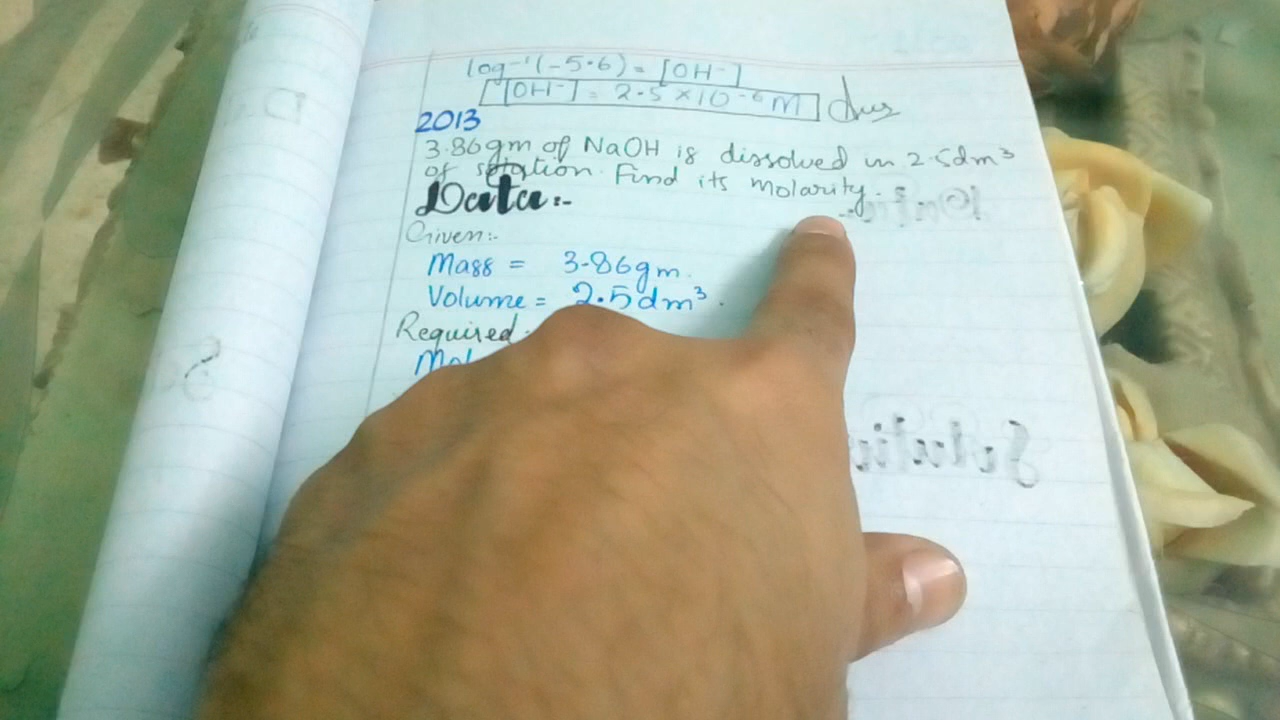 log⁻¹(-5.6) = [OH⁻]
[OH⁻] = 2.5 × 10⁻⁶ M Ans
2013
3.86gm of NaOH is dissolved in 2.5dm³
of solution. Find its molarity.
Data:-
Given:-
Mass = 3.86gm.
Volume = 2.5dm³.
Required
Mol